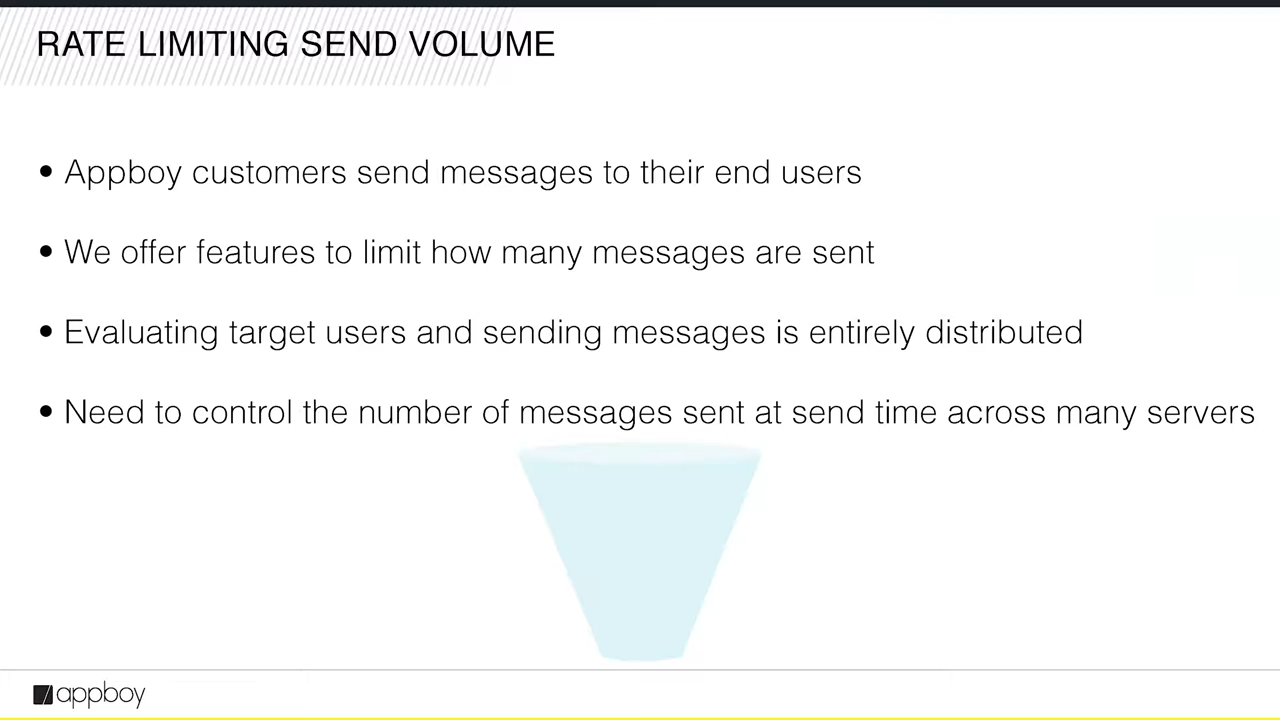 RATE LIMITING SEND VOLUME
• Appboy customers send messages to their end users
• We offer features to limit how many messages are sent
• Evaluating target users and sending messages is entirely distributed
• Need to control the number of messages sent at send time across many servers
appboy